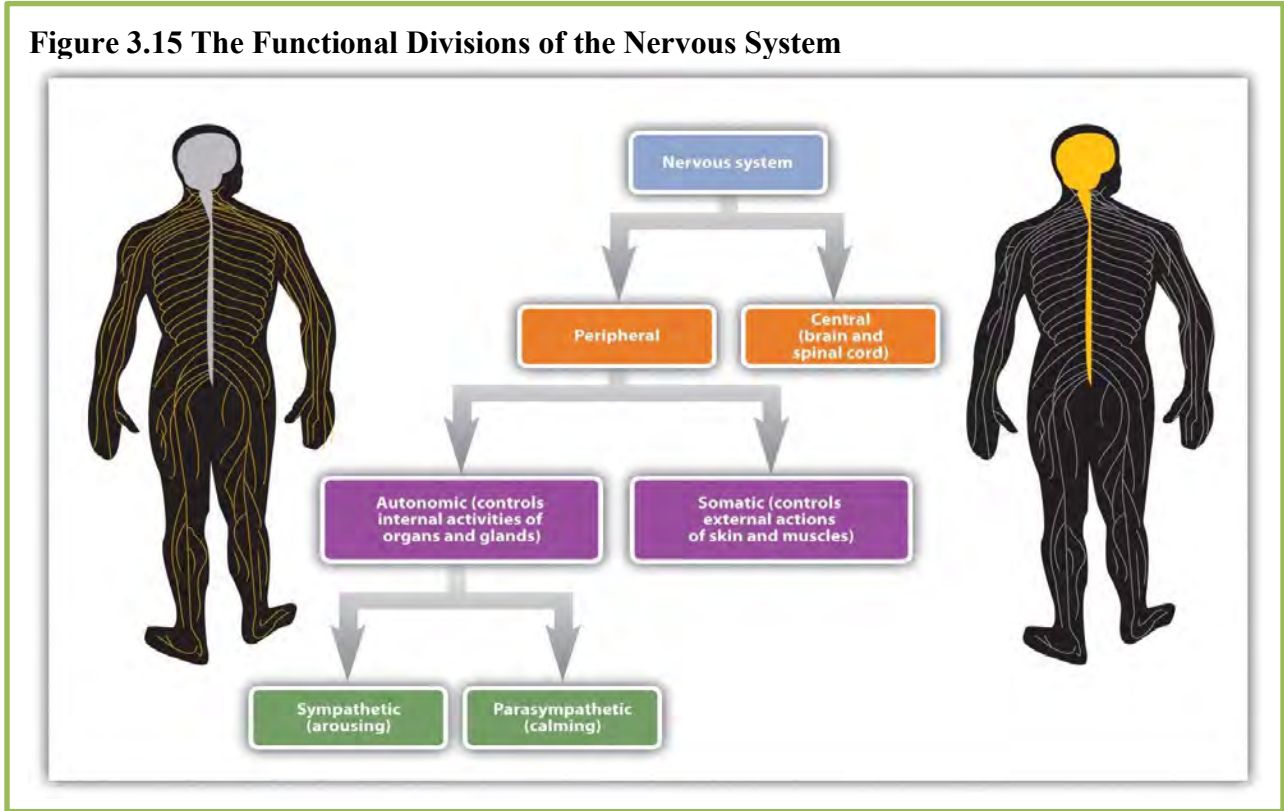 Figure 3.15 The Functional Divisions of the Nervous System
Nervous system
Peripheral
Central
(brain and
spinal cord)
Autonomic (controls
internal activities of
organs and glands)
Somatic (controls
external actions
of skin and muscles)
Sympathetic
(arousing)
Parasympathetic
(calming)